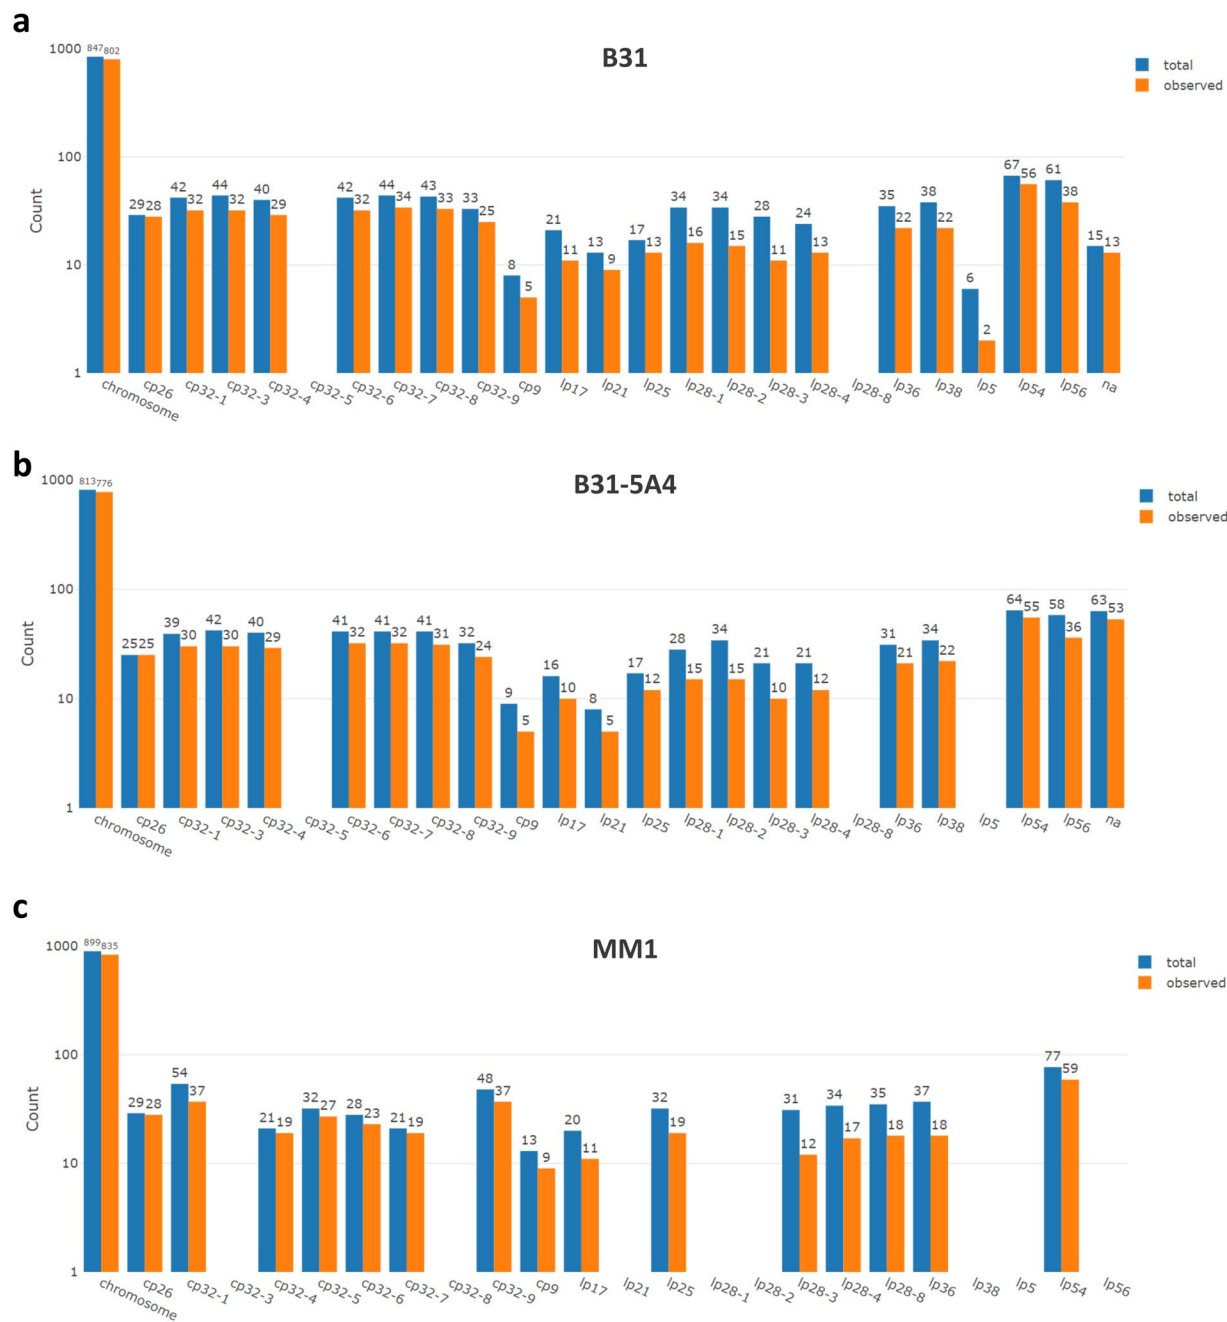 a
B31
1000
100
10
1
Count
847 802
29 28
42 32
44 32
40 29
42 32
44 34
43 33
33 25
8 5
21 11
13 9
17 13
34 16
34 15
28 11
24 13
35 22
38 22
6 2
67 56
61 38
15 13
total
observed
chromosome
cp26
cp32-1
cp32-3
cp32-4
cp32-5
cp32-6
cp32-7
cp32-8
cp32-9
cp9
lp17
lp21
lp25
lp28-1
lp28-2
lp28-3
lp28-4
lp28-8
lp36
lp38
lp5
lp54
lp56
na
b
B31-5A4
1000
100
10
1
Count
813 776
25 25
39 30
42 30
40 29
41 32
41 32
41 31
32 24
9 5
16 10
8 5
17 12
28 15
34 15
21 10
21 12
31 21
34 22
64 55
58 36
63 53
total
observed
chromosome
cp26
cp32-1
cp32-3
cp32-4
cp32-5
cp32-6
cp32-7
cp32-8
cp32-9
cp9
lp17
lp21
lp25
lp28-1
lp28-2
lp28-3
lp28-4
lp28-8
lp36
lp38
lp5
lp54
lp56
na
c
MM1
1000
100
10
1
Count
899 835
29 28
54 37
21 19
32 27
28 23
21 19
48 37
13 9
20 11
32 19
31 12
34 17
35 18
37 18
77 59
total
observed
chromosome
cp26
cp32-1
cp32-3
cp32-4
cp32-5
cp32-6
cp32-7
cp32-8
cp32-9
cp9
lp17
lp21
lp25
lp28-1
lp28-2
lp28-3
lp28-4
lp28-8
lp36
lp38
lp5
lp54
lp56